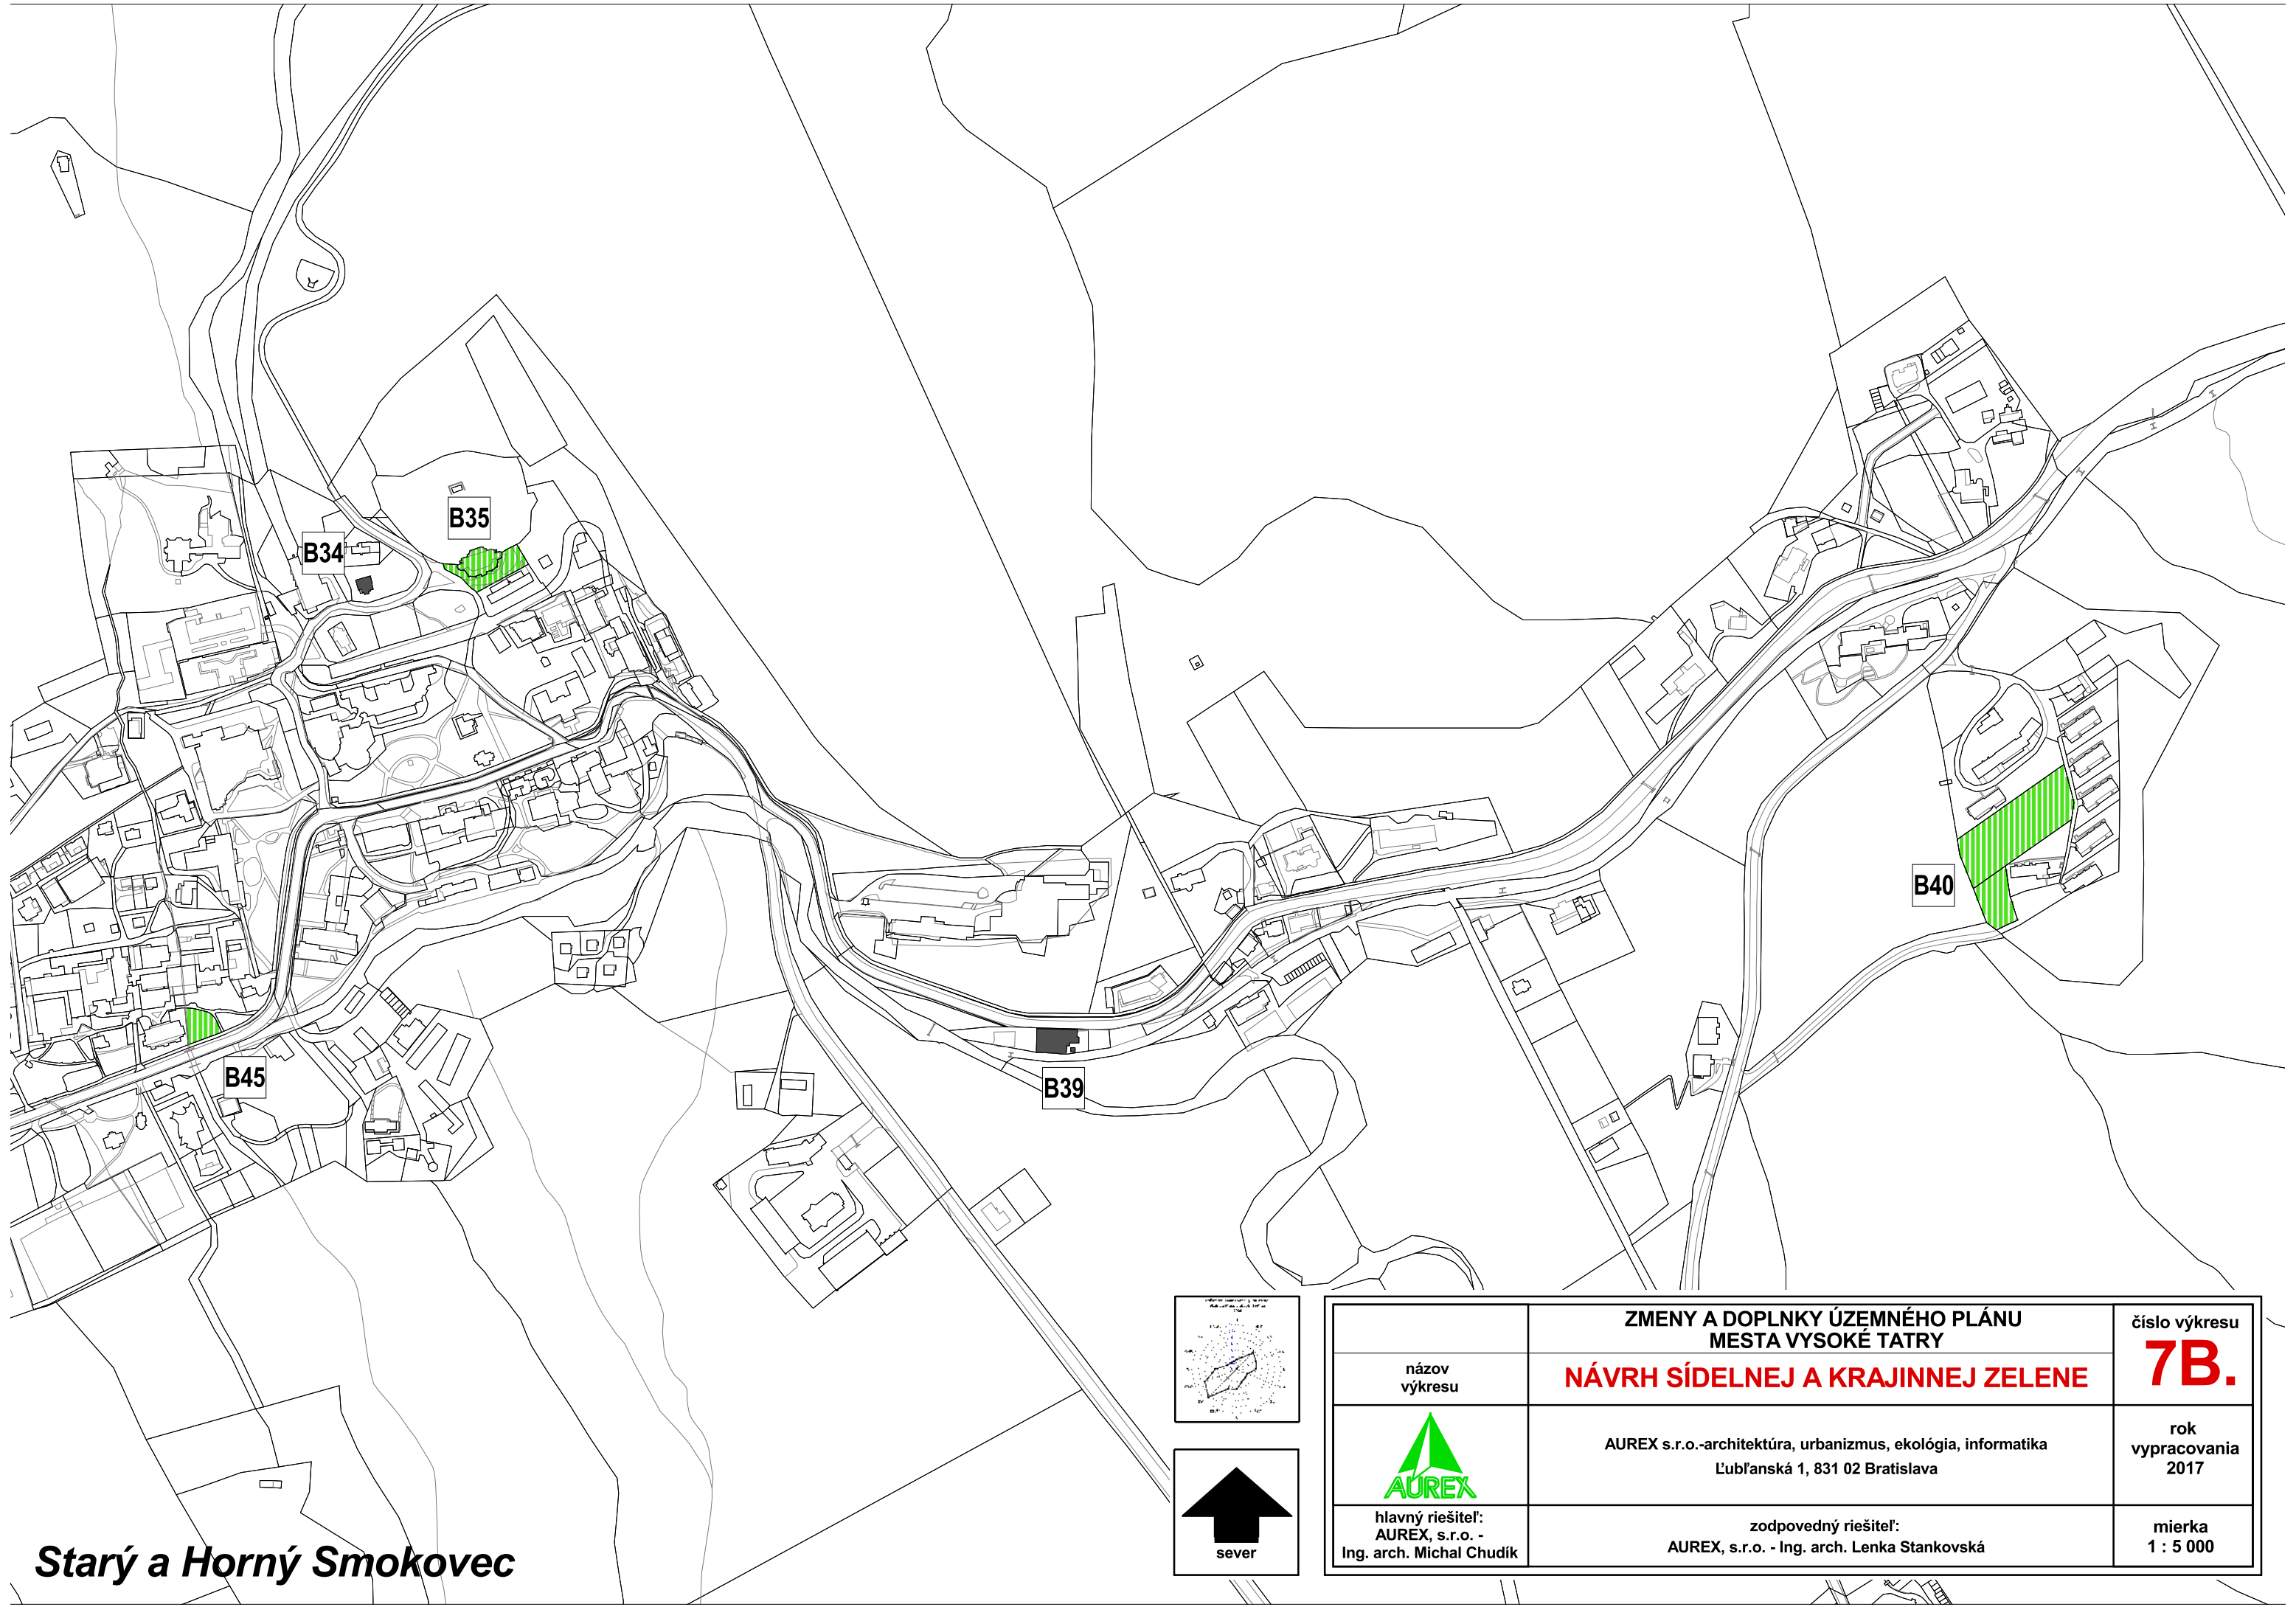 B35
B34
B40
B45
B39
ZMENY A DOPLNKY ÚZEMNÉHO PLÁNU
MESTA VYSOKÉ TATRY
číslo výkresu
7B.
názov
výkresu
NÁVRH SÍDELNEJ A KRAJINNEJ ZELENE
AUREX
AUREX s.r.o.-architektúra, urbanizmus, ekológia, informatika
Ľubľanská 1, 831 02 Bratislava
rok
vypracovania
2017
hlavný riešiteľ:
AUREX, s.r.o. -
Ing. arch. Michal Chudík
zodpovedný riešiteľ:
AUREX, s.r.o. - Ing. arch. Lenka Stankovská
mierka
1 : 5 000
sever
Starý a Horný Smokovec